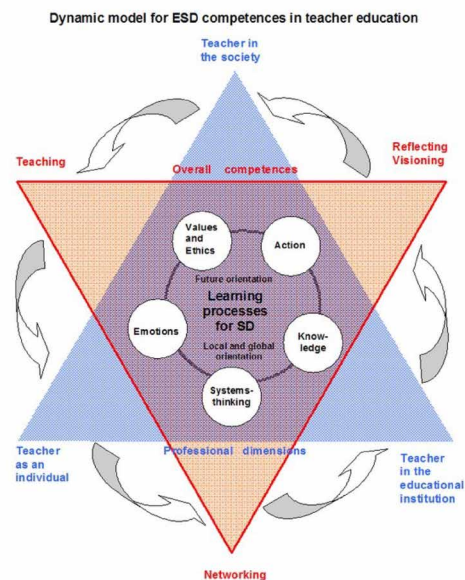 Dynamic model for ESD competences in teacher education
Teacher in
the society
Teaching
Overall competences
Reflecting
Visioning
Values
and
Ethics
Action
Future orientation
Learning
processes
for SD
Emotions
Know-
ledge
Local and global
orientation
Systems-
thinking
Teacher
as an
individual
Professional dimensions
Teacher
in the
educational
institution
Networking